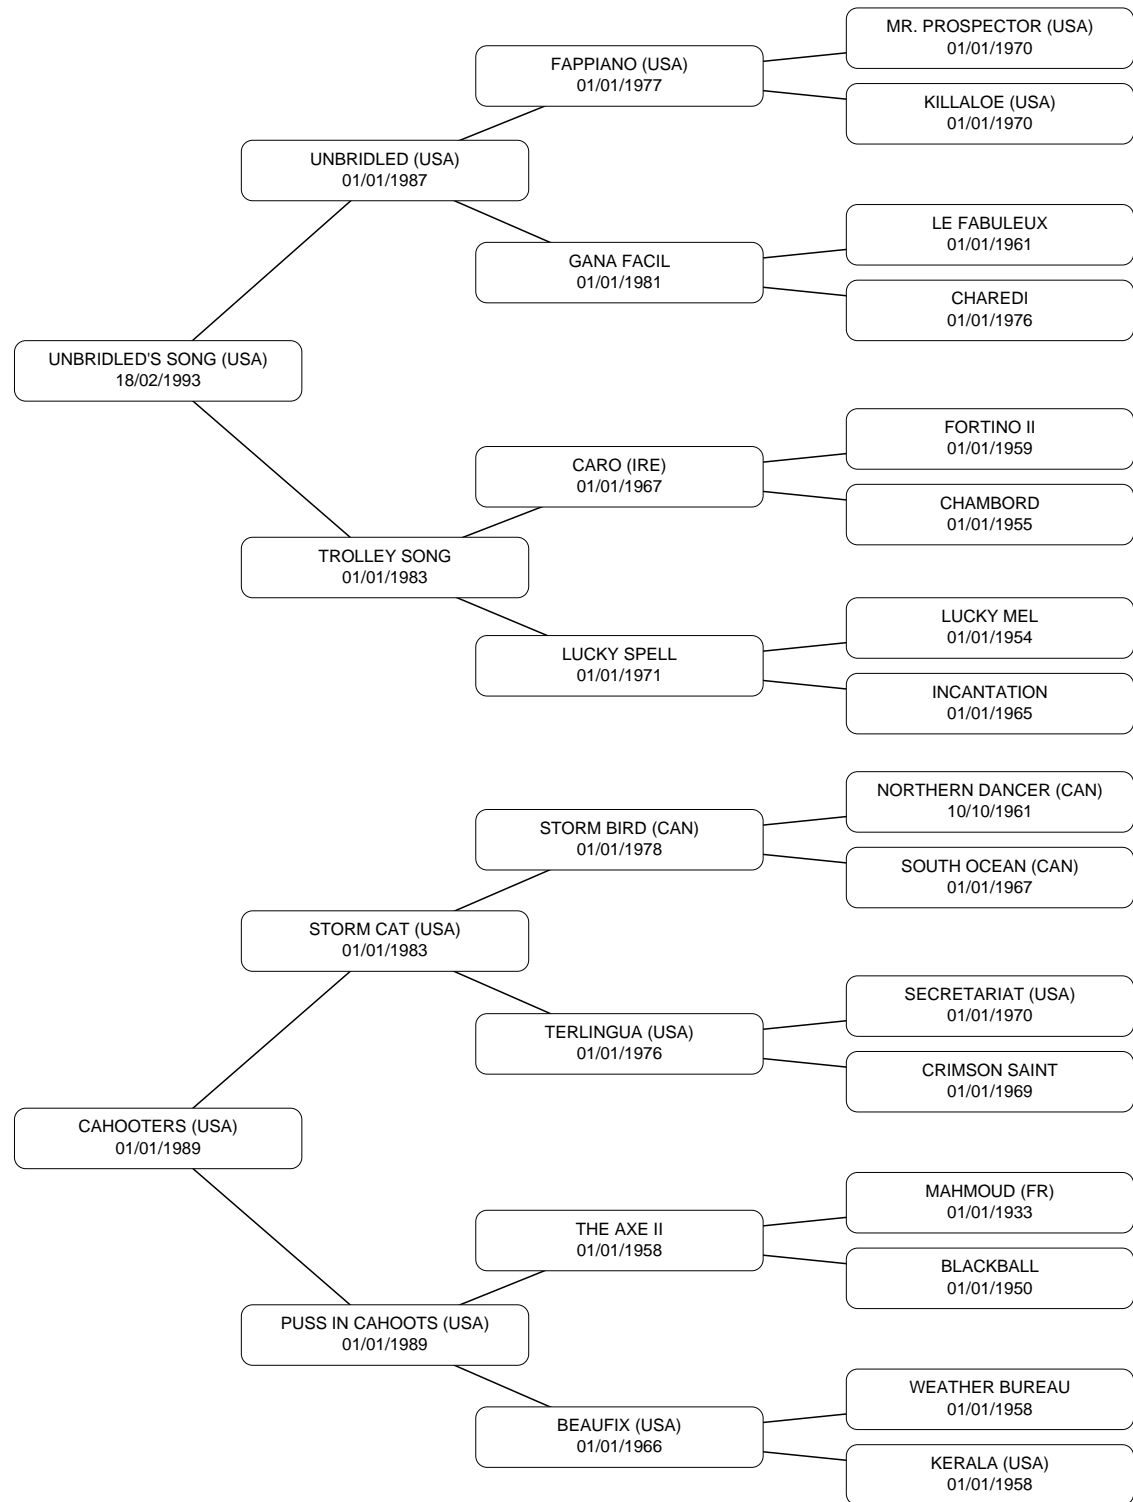 MR. PROSPECTOR (USA)
01/01/1970
FAPPIANO (USA)
01/01/1977
KILLALOE (USA)
01/01/1970
UNBRIDLED (USA)
01/01/1987
LE FABULEUX
01/01/1961
GANA FACIL
01/01/1981
CHAREDI
01/01/1976
UNBRIDLED'S SONG (USA)
18/02/1993
FORTINO II
01/01/1959
CARO (IRE)
01/01/1967
CHAMBORD
01/01/1955
TROLLEY SONG
01/01/1983
LUCKY MEL
01/01/1954
LUCKY SPELL
01/01/1971
INCANTATION
01/01/1965
NORTHERN DANCER (CAN)
10/10/1961
STORM BIRD (CAN)
01/01/1978
SOUTH OCEAN (CAN)
01/01/1967
STORM CAT (USA)
01/01/1983
SECRETARIAT (USA)
01/01/1970
TERLINGUA (USA)
01/01/1976
CRIMSON SAINT
01/01/1969
CAHOOTERS (USA)
01/01/1989
MAHMOUD (FR)
01/01/1933
THE AXE II
01/01/1958
BLACKBALL
01/01/1950
PUSS IN CAHOOTS (USA)
01/01/1989
WEATHER BUREAU
01/01/1958
BEAUFIX (USA)
01/01/1966
KERALA (USA)
01/01/1958